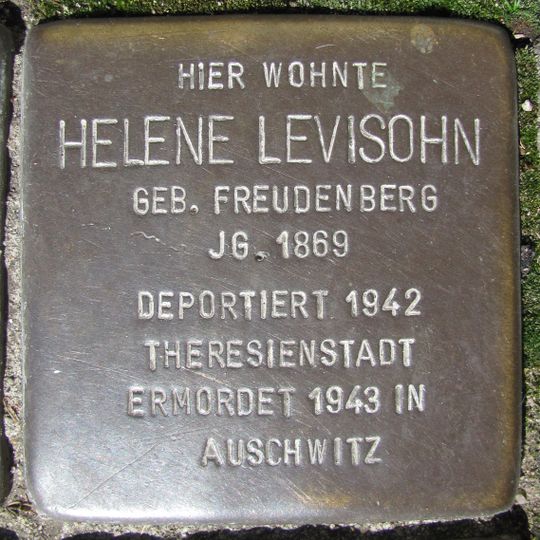 HIER WOHNTE
HELENE LEVISOHN
GEB. FREUDENBERG
JG. 1869
DEPORTIERT 1942
THERESIENSTADT
ERMORDET 1943 IN
AUSCHWITZ